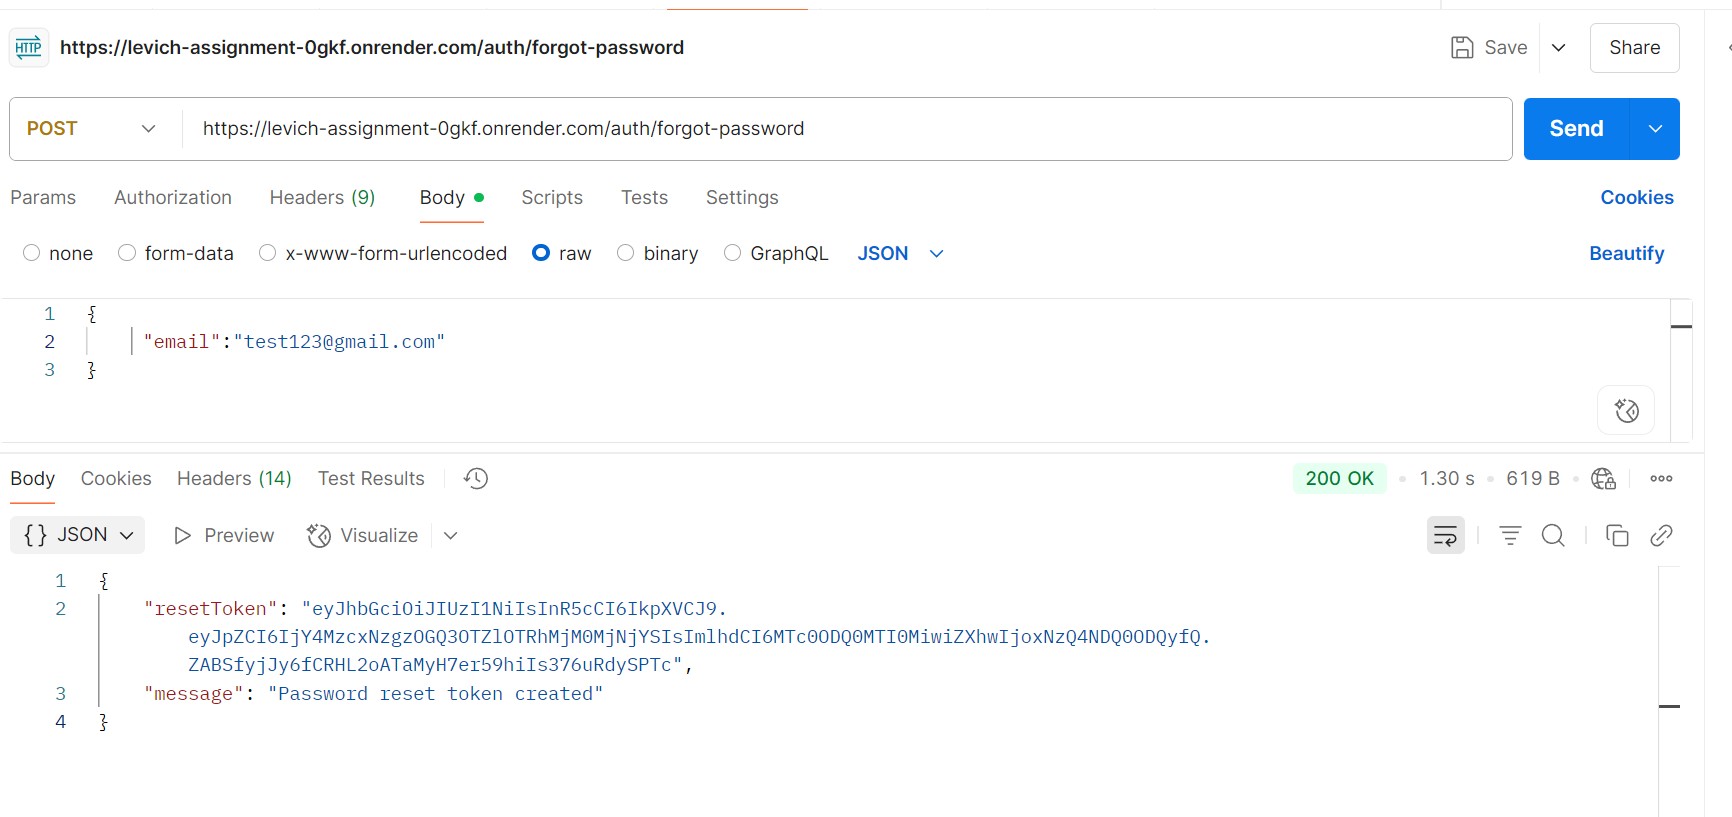 HTTP https://levich-assignment-0gkf.onrender.com/auth/forgot-password Save Share
POST https://levich-assignment-0gkf.onrender.com/auth/forgot-password Send
Params Authorization Headers (9) Body Scripts Tests Settings Cookies
none form-data x-www-form-urlencoded raw binary GraphQL JSON Beautify
1 {
2 "email":"test123@gmail.com"
3 }
Body Cookies Headers (14) Test Results 200 OK • 1.30 s • 619 B •
{} JSON Preview Visualize
1 {
2 "resetToken": "eyJhbGciOiJIUzI1NiIsInR5cCI6IkpXVCJ9.
eyJpZCI6IjY4MzcxNzgzOGQ3OTZlOTRhMjM0MjNjYSIsImlhdCI6MTc0ODQ0MTI0MiwiZXhwIjoxNzQ4NDQ0ODQyfQ.
ZABSfyjJy6fCRHL2oATaMyH7er59hiIs376uRdySPTc",
3 "message": "Password reset token created"
4 }